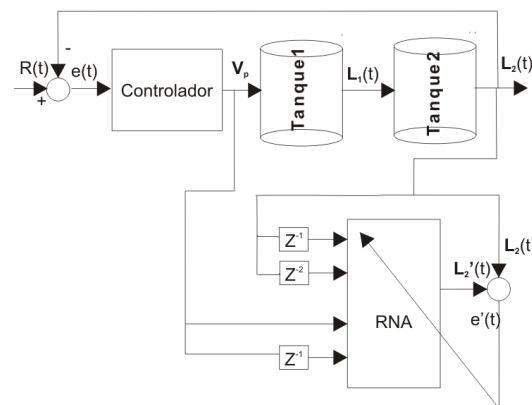 -
R(t)
e(t)
+
Controlador
Vp
Tanque1
L1(t)
Tanque2
L2(t)
Z-1
Z-2
Z-1
RNA
L2'(t)
L2(t)
e'(t)